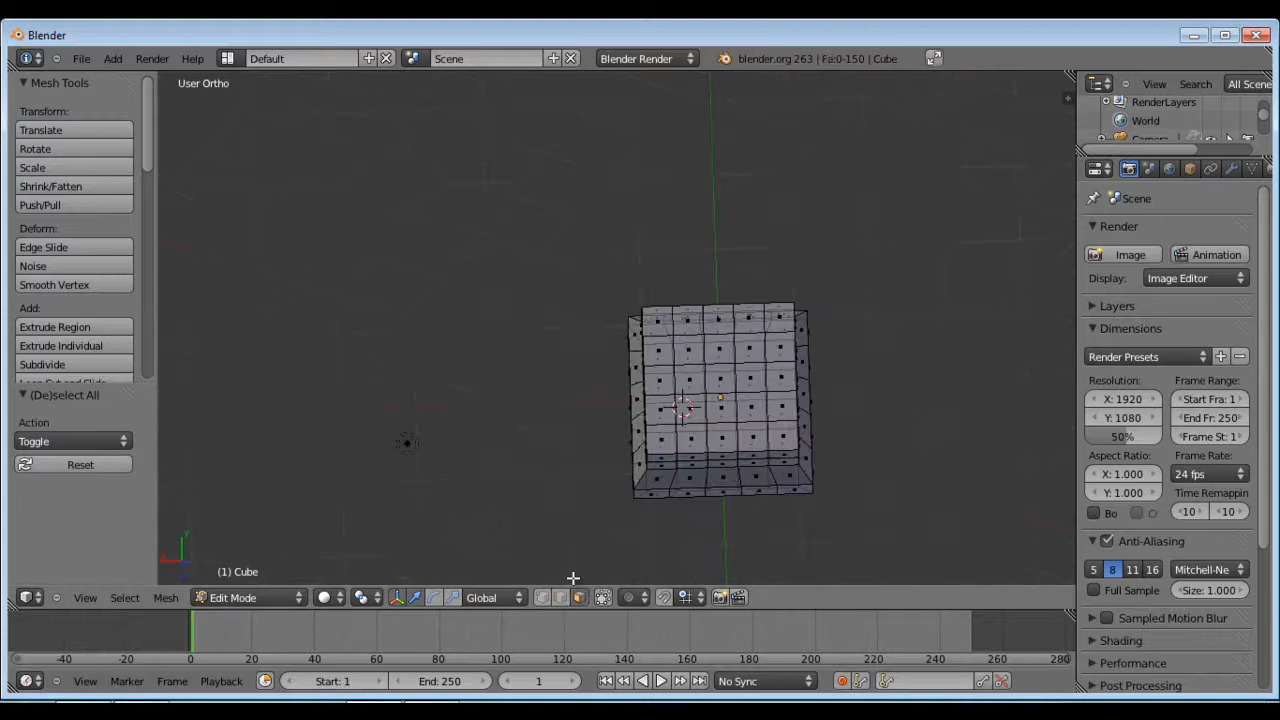 Blender
File Add Render Help Default Scene Blender Render blender.org 263 | Fa:0-150 | Cube
Mesh Tools
Transform:
Translate
Rotate
Scale
Shrink/Fatten
Push/Pull
Deform:
Edge Slide
Noise
Smooth Vertex
Add:
Extrude Region
Extrude Individual
Subdivide
Loop Cut and Slide
(De)select All
Action
Toggle
Reset
User Ortho
y
(1) Cube
View Select Mesh Edit Mode Global
-40 -20 0 20 40 60 80 100 120 140 160 180 200 220 240 260 280
View Marker Frame Playback Start: 1 End: 250 1 No Sync
View Search All Scene
RenderLayers
World
Camera
Scene
Render
Image Animation
Display: Image Editor
Layers
Dimensions
Render Presets
Resolution: Frame Range:
X: 1920 Start Fra: 1
Y: 1080 End Fr: 250
50% Frame St: 1
Aspect Ratio: Frame Rate:
X: 1.000 24 fps
Y: 1.000 Time Remappin
Bo Cr 10 10
Anti-Aliasing
5 8 11 16 Mitchell-Ne
Full Sample Size: 1.000
Sampled Motion Blur
Shading
Performance
Post Processing